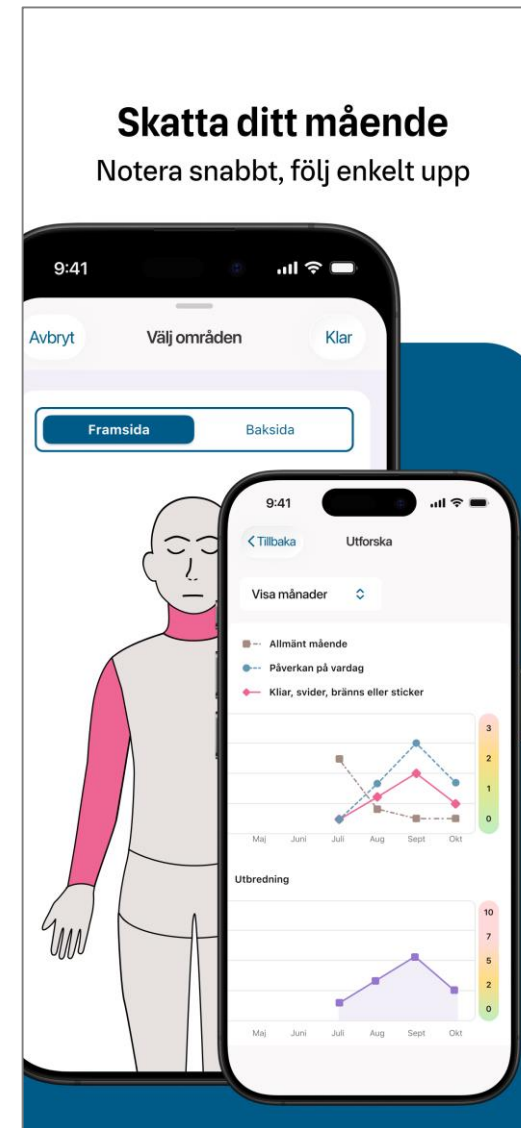 Skatta ditt mående
Notera snabbt, följ enkelt upp
9:41
Avbryt Välj områden Klar
Framsida Baksida
9:41
Tillbaka Utforska
Visa månader
Allmänt mående
Påverkan på vardag
Kliar, svider, bränns eller sticker
3
2
1
0
Maj Juni Juli Aug Sept Okt
Utbredning
10
7
5
2
0
Maj Juni Juli Aug Sept Okt